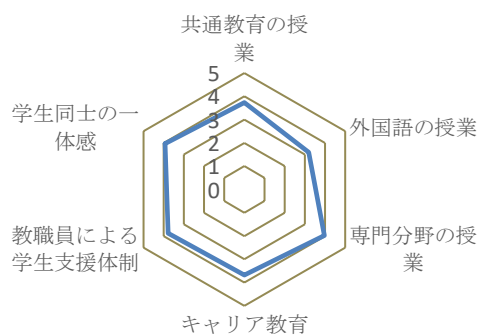 共通教育の授
業
外国語の授業
専門分野の授
業
キャリア教育
教職員による
学生支援体制
学生同士の一
体感
5
4
3
2
1
0